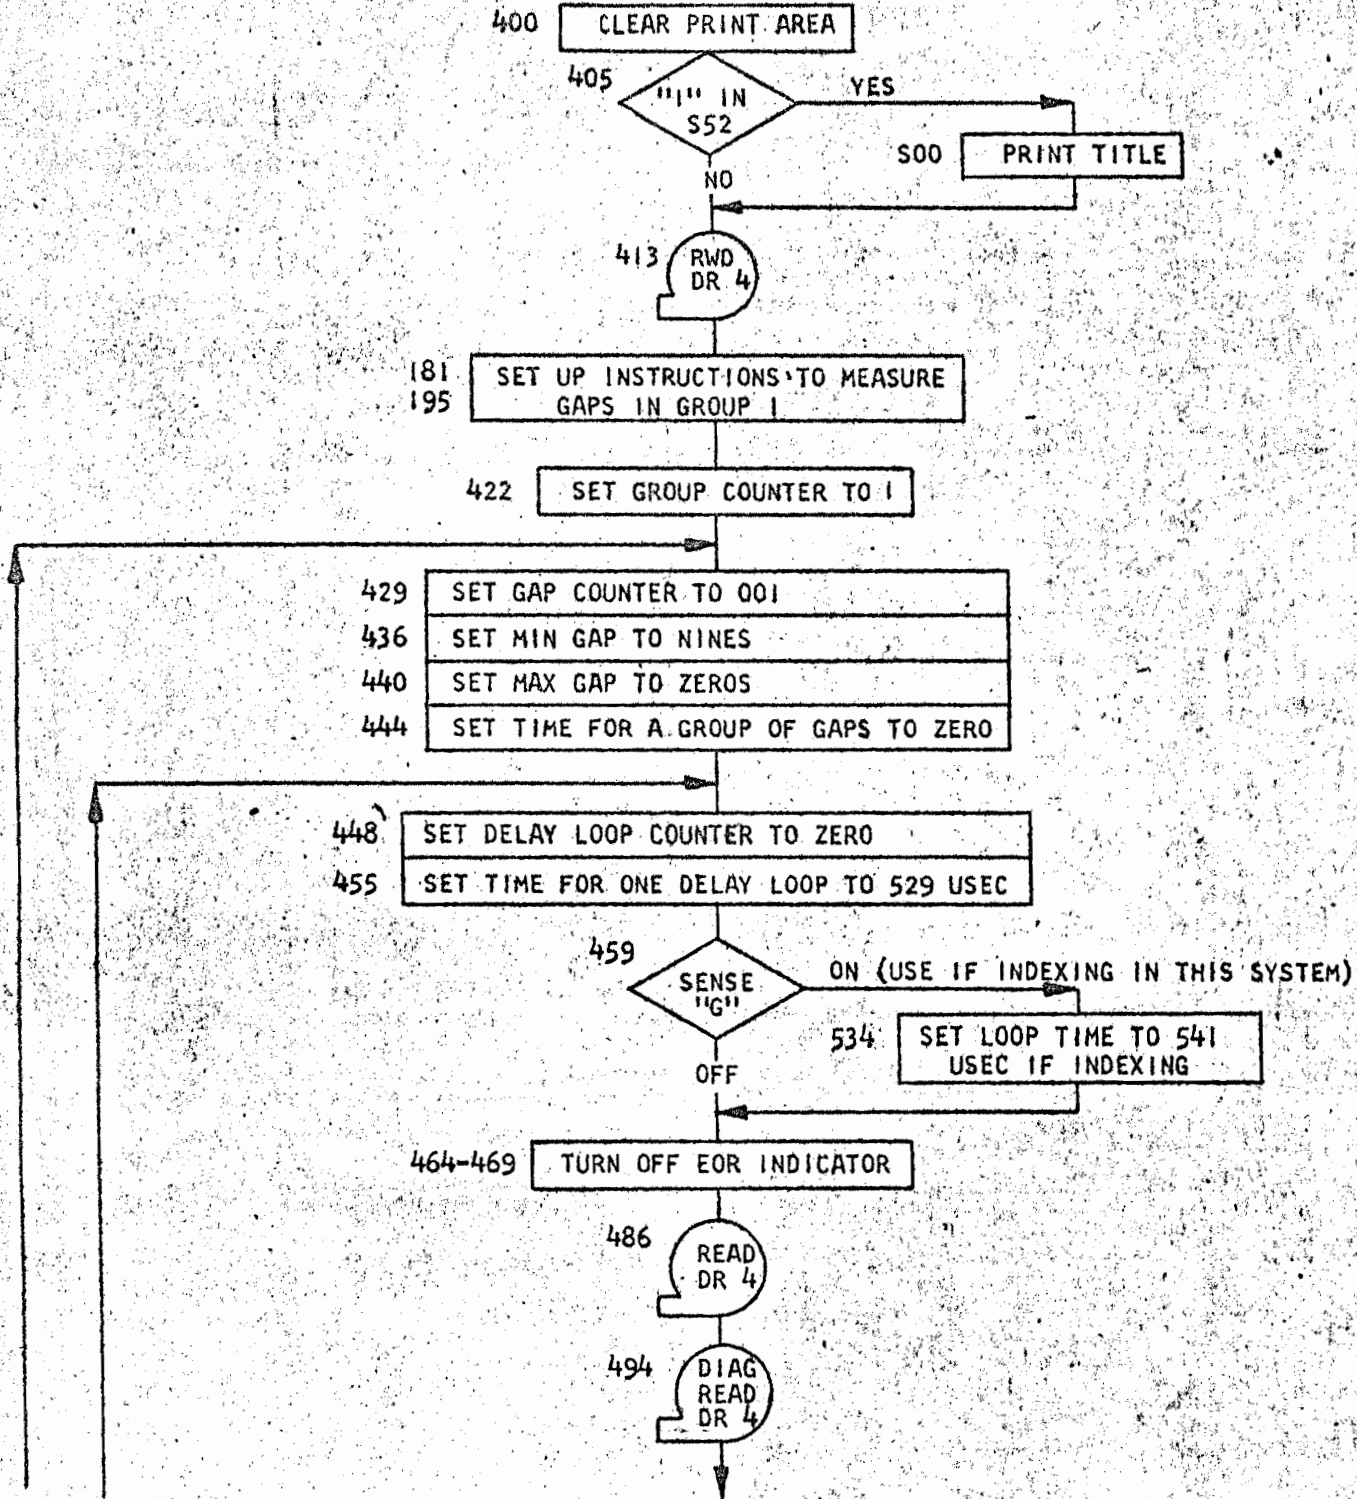 400 CLEAR PRINT AREA
405 "1" IN
S52
YES
S00 PRINT TITLE
NO
413 RWD
DR 4
181 SET UP INSTRUCTIONS TO MEASURE
195 GAPS IN GROUP 1
422 SET GROUP COUNTER TO 1
429 SET GAP COUNTER TO 001
436 SET MIN GAP TO NINES
440 SET MAX GAP TO ZEROS
444 SET TIME FOR A GROUP OF GAPS TO ZERO
448 SET DELAY LOOP COUNTER TO ZERO
455 SET TIME FOR ONE DELAY LOOP TO 529 USEC
459 SENSE
"G"
ON (USE IF INDEXING IN THIS SYSTEM)
534 SET LOOP TIME TO 541
USEC IF INDEXING
OFF
464-469 TURN OFF EOR INDICATOR
486 READ
DR 4
494 DIAG
READ
DR 4